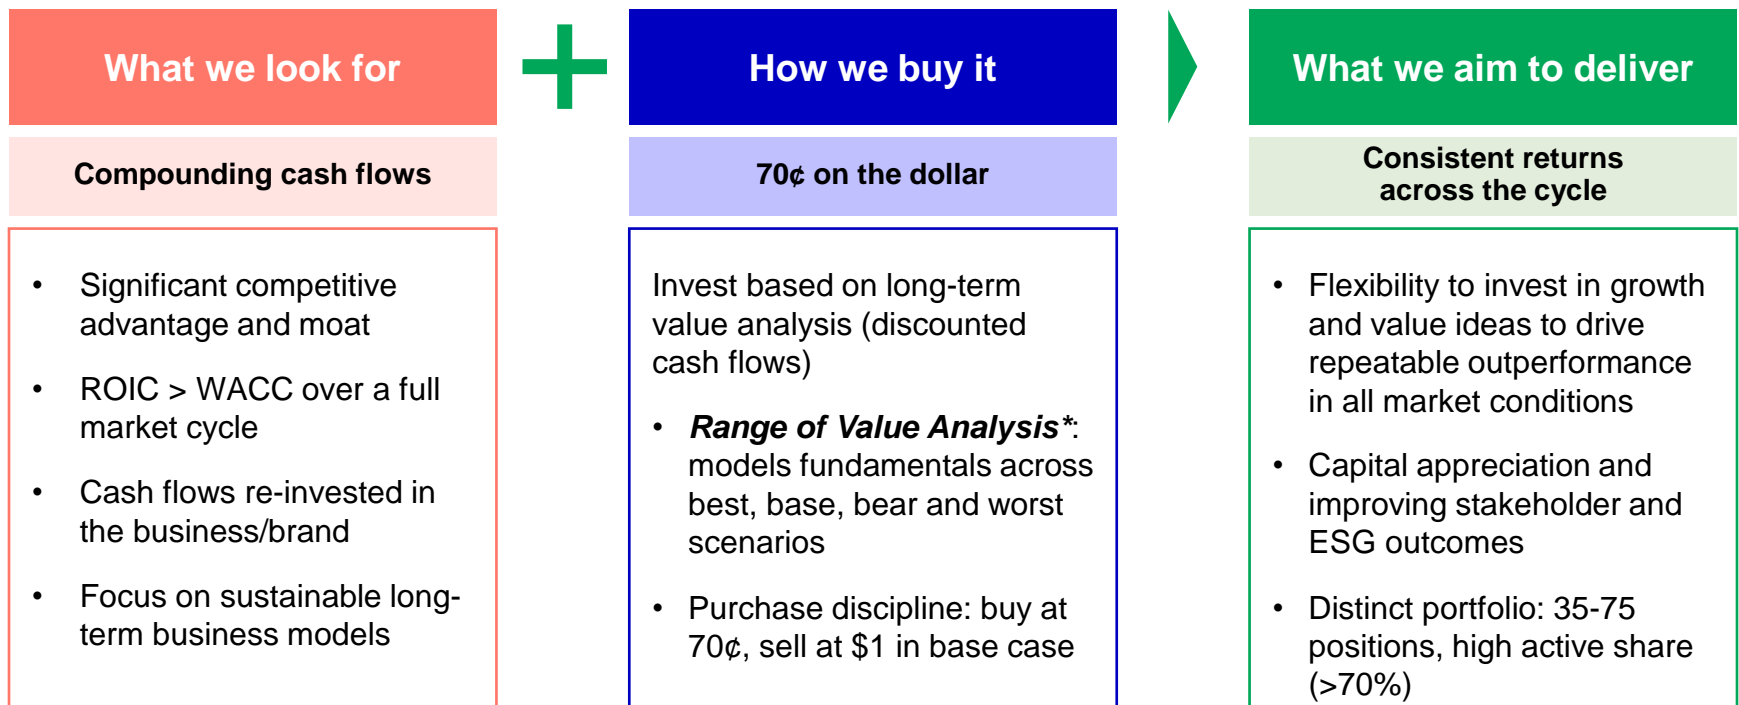 What we look for
Compounding cash flows
• Significant competitive
advantage and moat
• ROIC > WACC over a full
market cycle
• Cash flows re-invested in
the business/brand
• Focus on sustainable long-
term business models
How we buy it
70¢ on the dollar
Invest based on long-term
value analysis (discounted
cash flows)
• Range of Value Analysis*:
models fundamentals across
best, base, bear and worst
scenarios
• Purchase discipline: buy at
70¢, sell at $1 in base case
What we aim to deliver
Consistent returns
across the cycle
• Flexibility to invest in growth
and value ideas to drive
repeatable outperformance
in all market conditions
• Capital appreciation and
improving stakeholder and
ESG outcomes
• Distinct portfolio: 35-75
positions, high active share
(>70%)